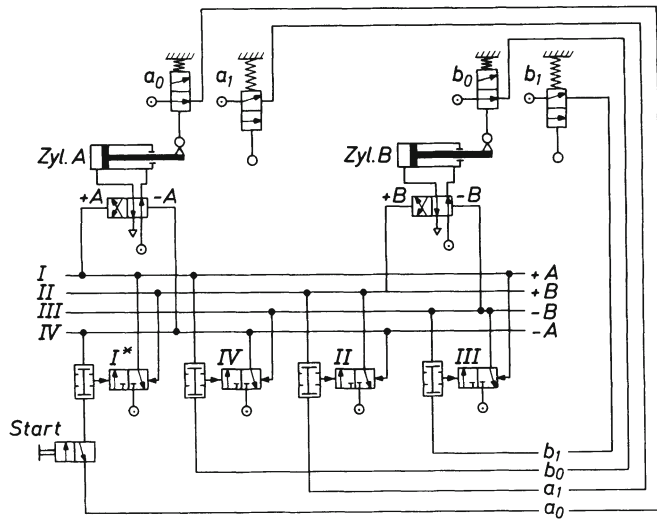 a₀ a₁ b₀ b₁
Zyl. A Zyl. B
+A -A +B -B
I +A
II +B
III -B
IV -A
I* IV II III
Start
b₁
b₀
a₁
a₀